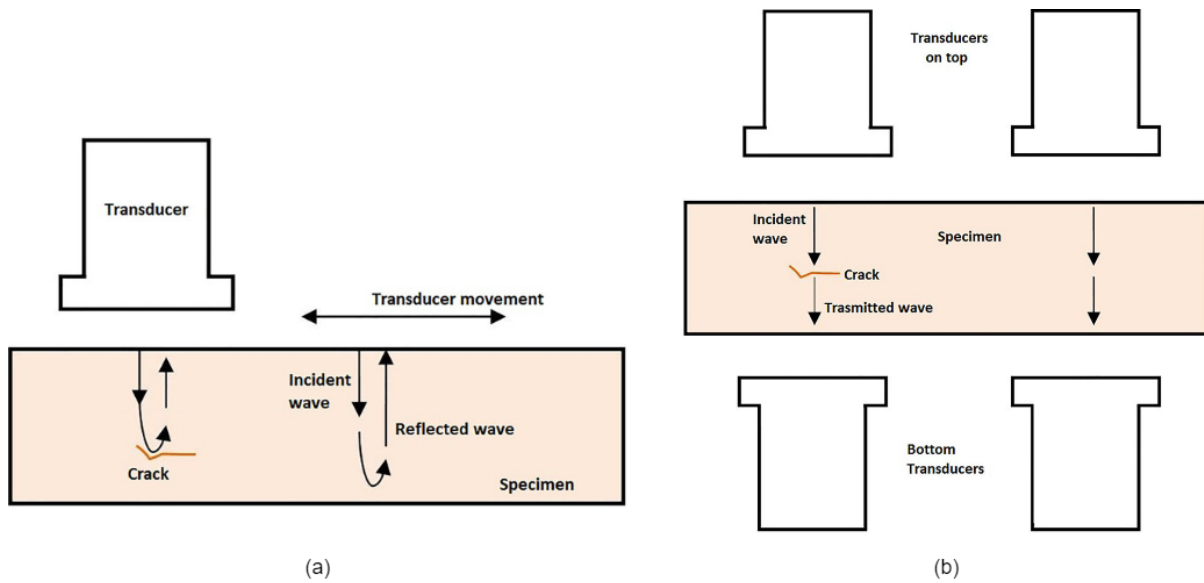 Transducer
Transducer movement
Incident
wave
Reflected wave
Crack
Specimen
(a)
Transducers
on top
Incident
wave
Specimen
Crack
Trasmitted wave
Bottom
Transducers
(b)